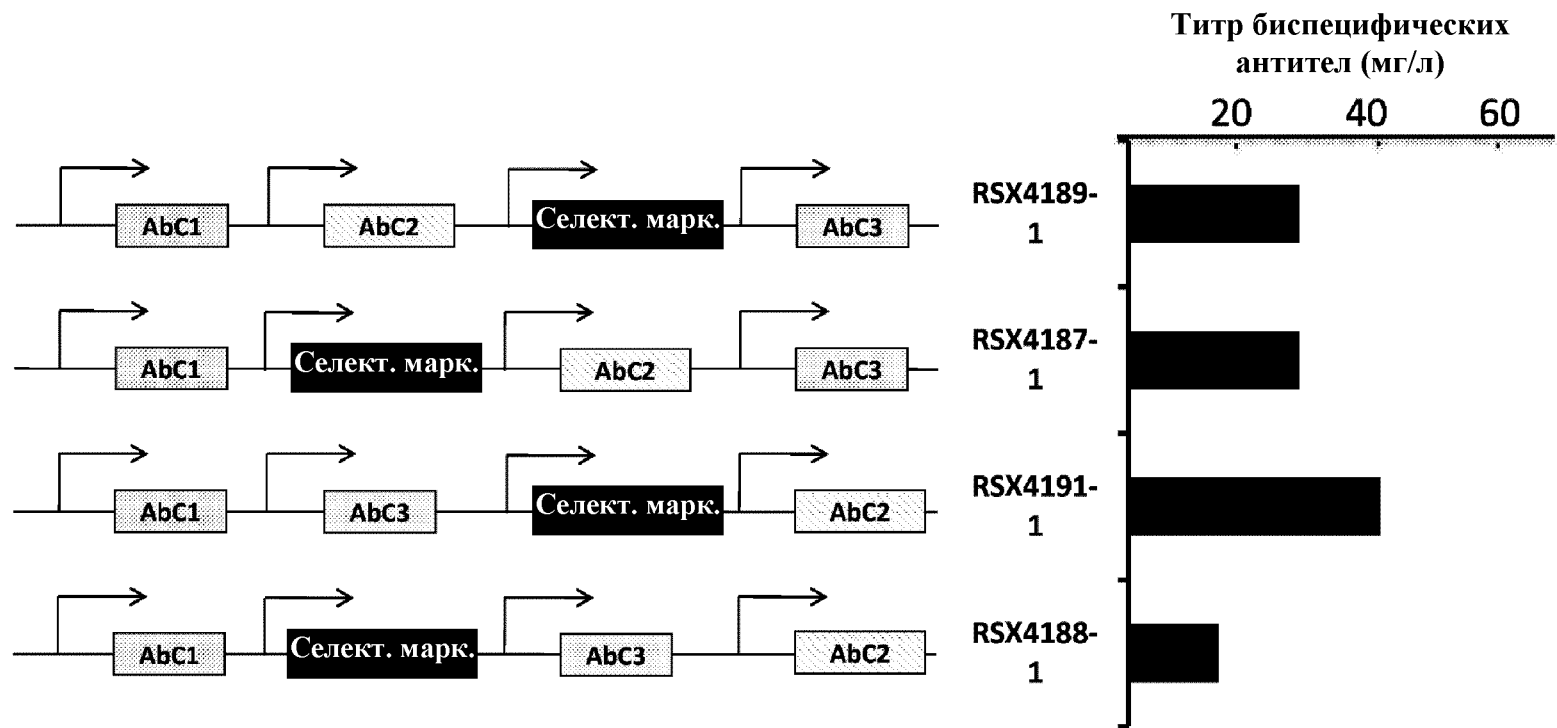 Титр биспецифических
антител (мг/л)
20 40 60
AbC1 AbC2 Селект. марк. AbC3 RSX4189-
1
AbC1 Селект. марк. AbC2 AbC3 RSX4187-
1
AbC1 AbC3 Селект. марк. AbC2 RSX4191-
1
AbC1 Селект. марк. AbC3 AbC2 RSX4188-
1